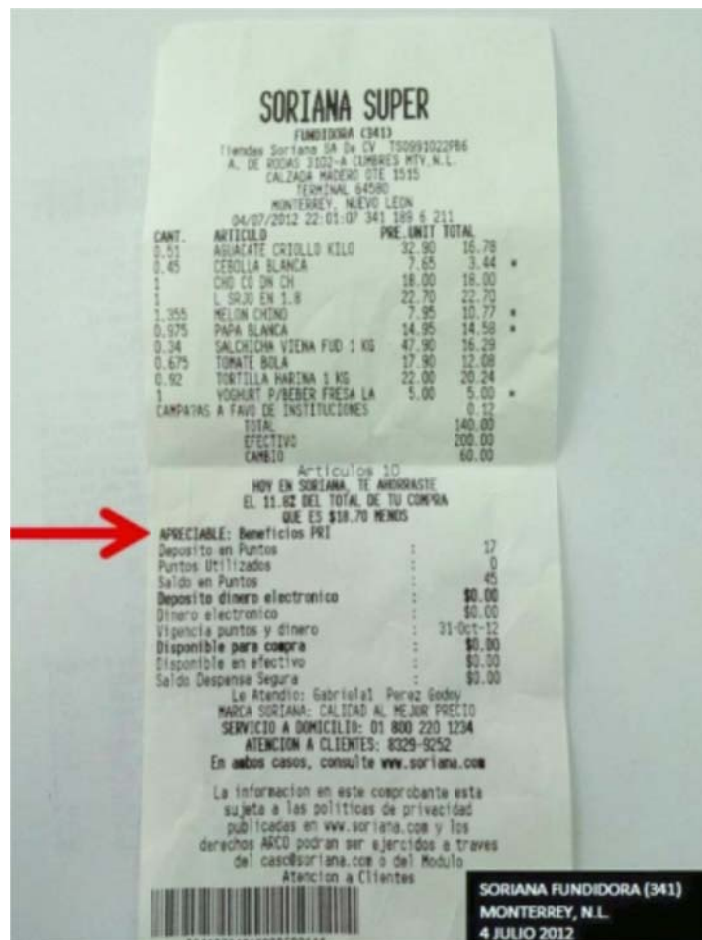 SORIANA SUPER
FUNDIDORA (341)
Tiendas Soriana SA De CV TSO991022PB6
A. DE RODAS 3102-A CUMBRES MTY.N.L.
CALZADA MADERO OTE 1515
TERMINAL 64580
MONTERREY, NUEVO LEON
04/07/2012 22:01:07 341 189 6 211
CANT. ARTICULO PRE.UNIT TOTAL
0.51 AGUACATE CRIOLLO KILO 32.90 16.78
0.45 CEBOLLA BLANCA 7.65 3.44 *
1 CHO CO DN CH 18.00 18.00
1 L SRJO EN 1.8 22.70 22.70
1.355 MELON CHINO 7.95 10.77 *
0.975 PAPA BLANCA 14.95 14.58 *
0.34 SALCHICHA VIENA FUD 1 KG 47.90 16.29
0.675 TOMATE BOLA 17.90 12.08
0.92 TORTILLA HARINA 1 KG 22.00 20.24
1 YOGHURT P/BEBER FRESA LA 5.00 5.00 *
A FAVO DE INSTITUCIONES 0.12
TOTAL 140.00
EFECTIVO 200.00
CAMBIO 60.00
Articulos 10
HOY EN SORIANA, TE AHORRASTE
EL 11.8% DEL TOTAL DE TU COMPRA
QUE ES $18.70 MENOS
APRECIABLE: Beneficios PRI
Deposito en Puntos : 17
Puntos Utilizados : 0
Saldo en Puntos : 45
Deposito dinero electronico : $0.00
Dinero electronico : $0.00
Vigencia puntos y dinero : 31-Oct-12
Disponible para compra : $0.00
Disponible en efectivo : $0.00
Saldo Despensa Segura : $0.00
Le Atendio: Gabriela1 Perez Godoy
MARCA SORIANA: CALIDAD AL MEJOR PRECIO
SERVICIO A DOMICILIO: 01 800 220 1234
ATENCION A CLIENTES: 8329-9252
En ambos casos, consulte www.soriana.com
La informacion en este comprobante esta
sujeta a las politicas de privacidad
publicadas en www.soriana.com y los
derechos ARCO podran ser ejercidos a traves
del casc@soriana.com o del Modulo
Atencion a Clientes
SORIANA FUNDIDORA (341)
MONTERREY, N.L.
4 JULIO 2012